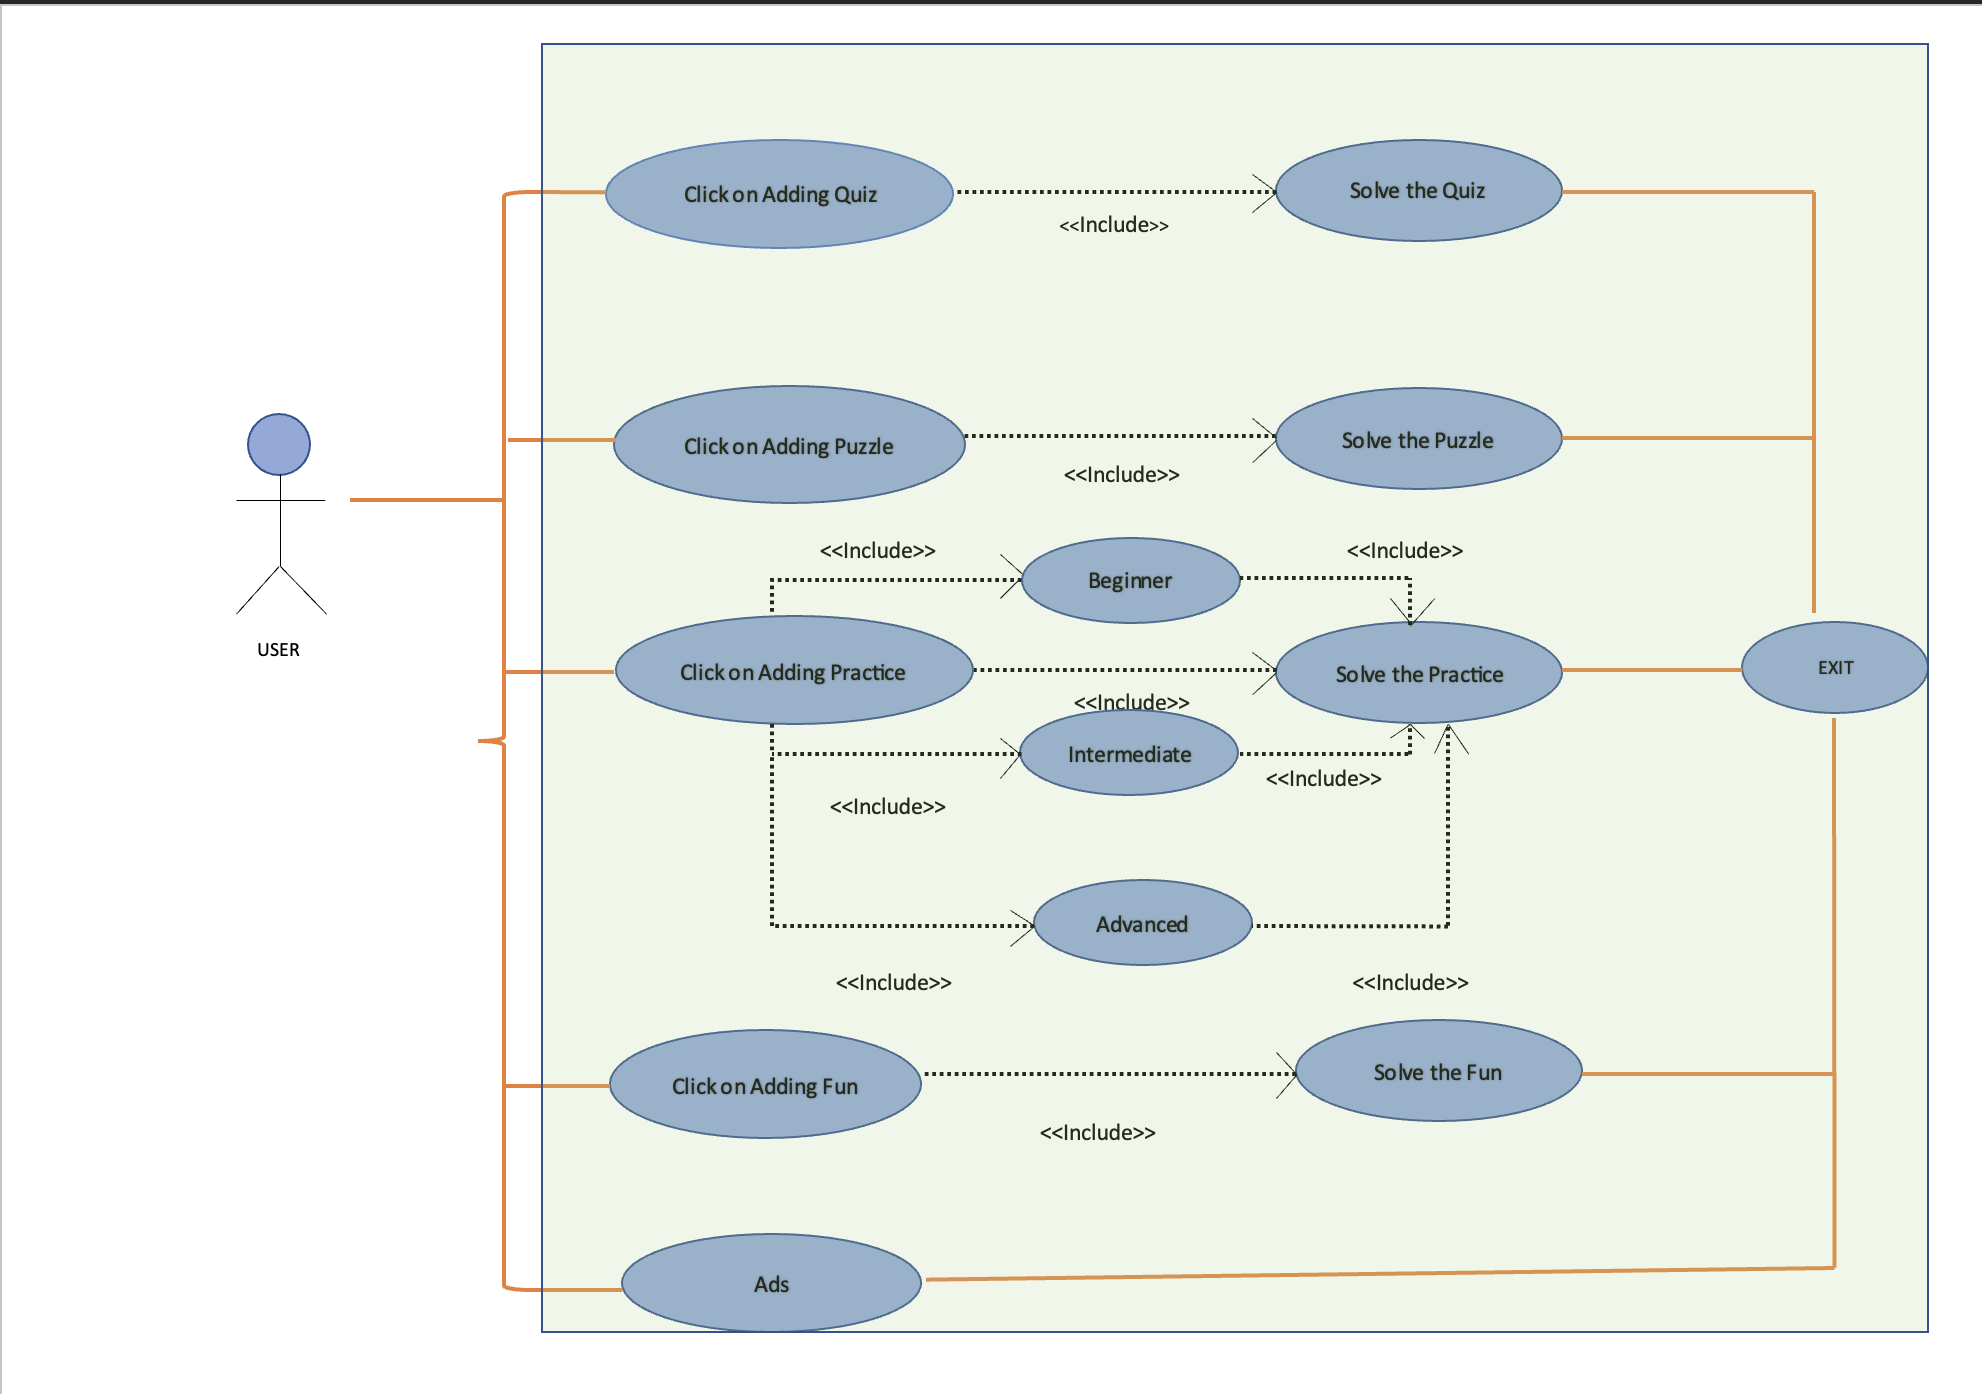 Click on Adding Quiz
<<Include>>
Solve the Quiz
Click on Adding Puzzle
<<Include>>
Solve the Puzzle
<<Include>>
Beginner
<<Include>>
USER
Click on Adding Practice
<<Include>>
Solve the Practice
EXIT
Intermediate
<<Include>>
<<Include>>
Advanced
<<Include>>
<<Include>>
Click on Adding Fun
<<Include>>
Solve the Fun
Ads